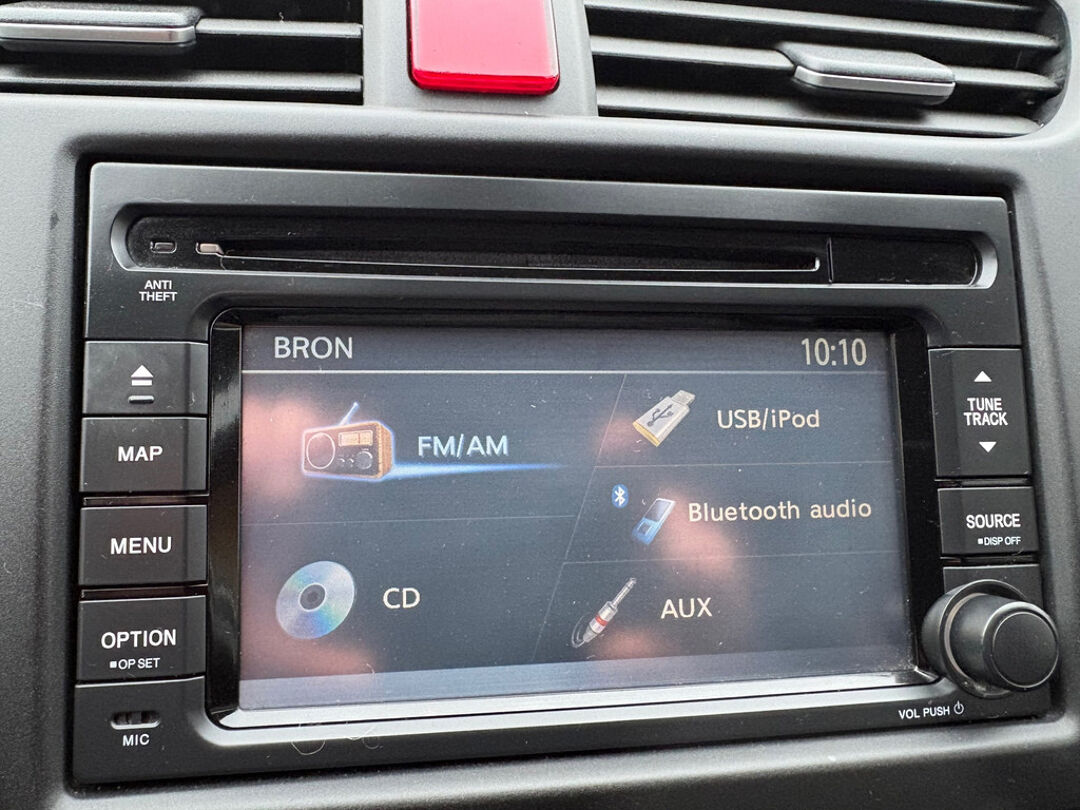 ANTI
THEFT
BRON
10:10
MAP
MENU
OPTION
■OP SET
MIC
FM/AM
USB/iPod
Bluetooth audio
CD
AUX
TUNE
TRACK
SOURCE
■DISP OFF
VOL PUSH